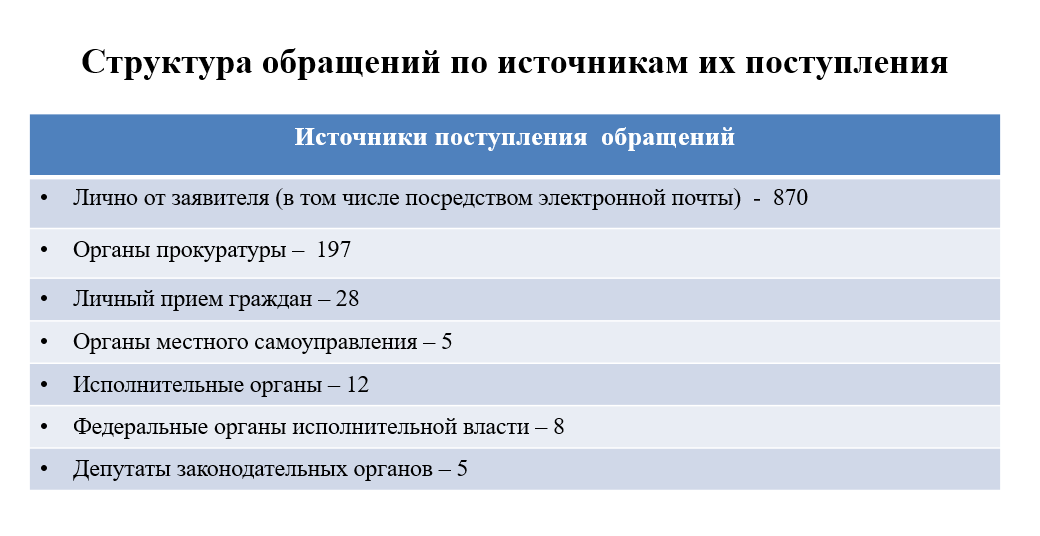 Структура обращений по источникам их поступления
Источники поступления  обращений
• Лично от заявителя (в том числе посредством электронной почты)  -  870
• Органы прокуратуры –  197
• Личный прием граждан – 28
• Органы местного самоуправления – 5
• Исполнительные органы – 12
• Федеральные органы исполнительной власти – 8
• Депутаты законодательных органов – 5